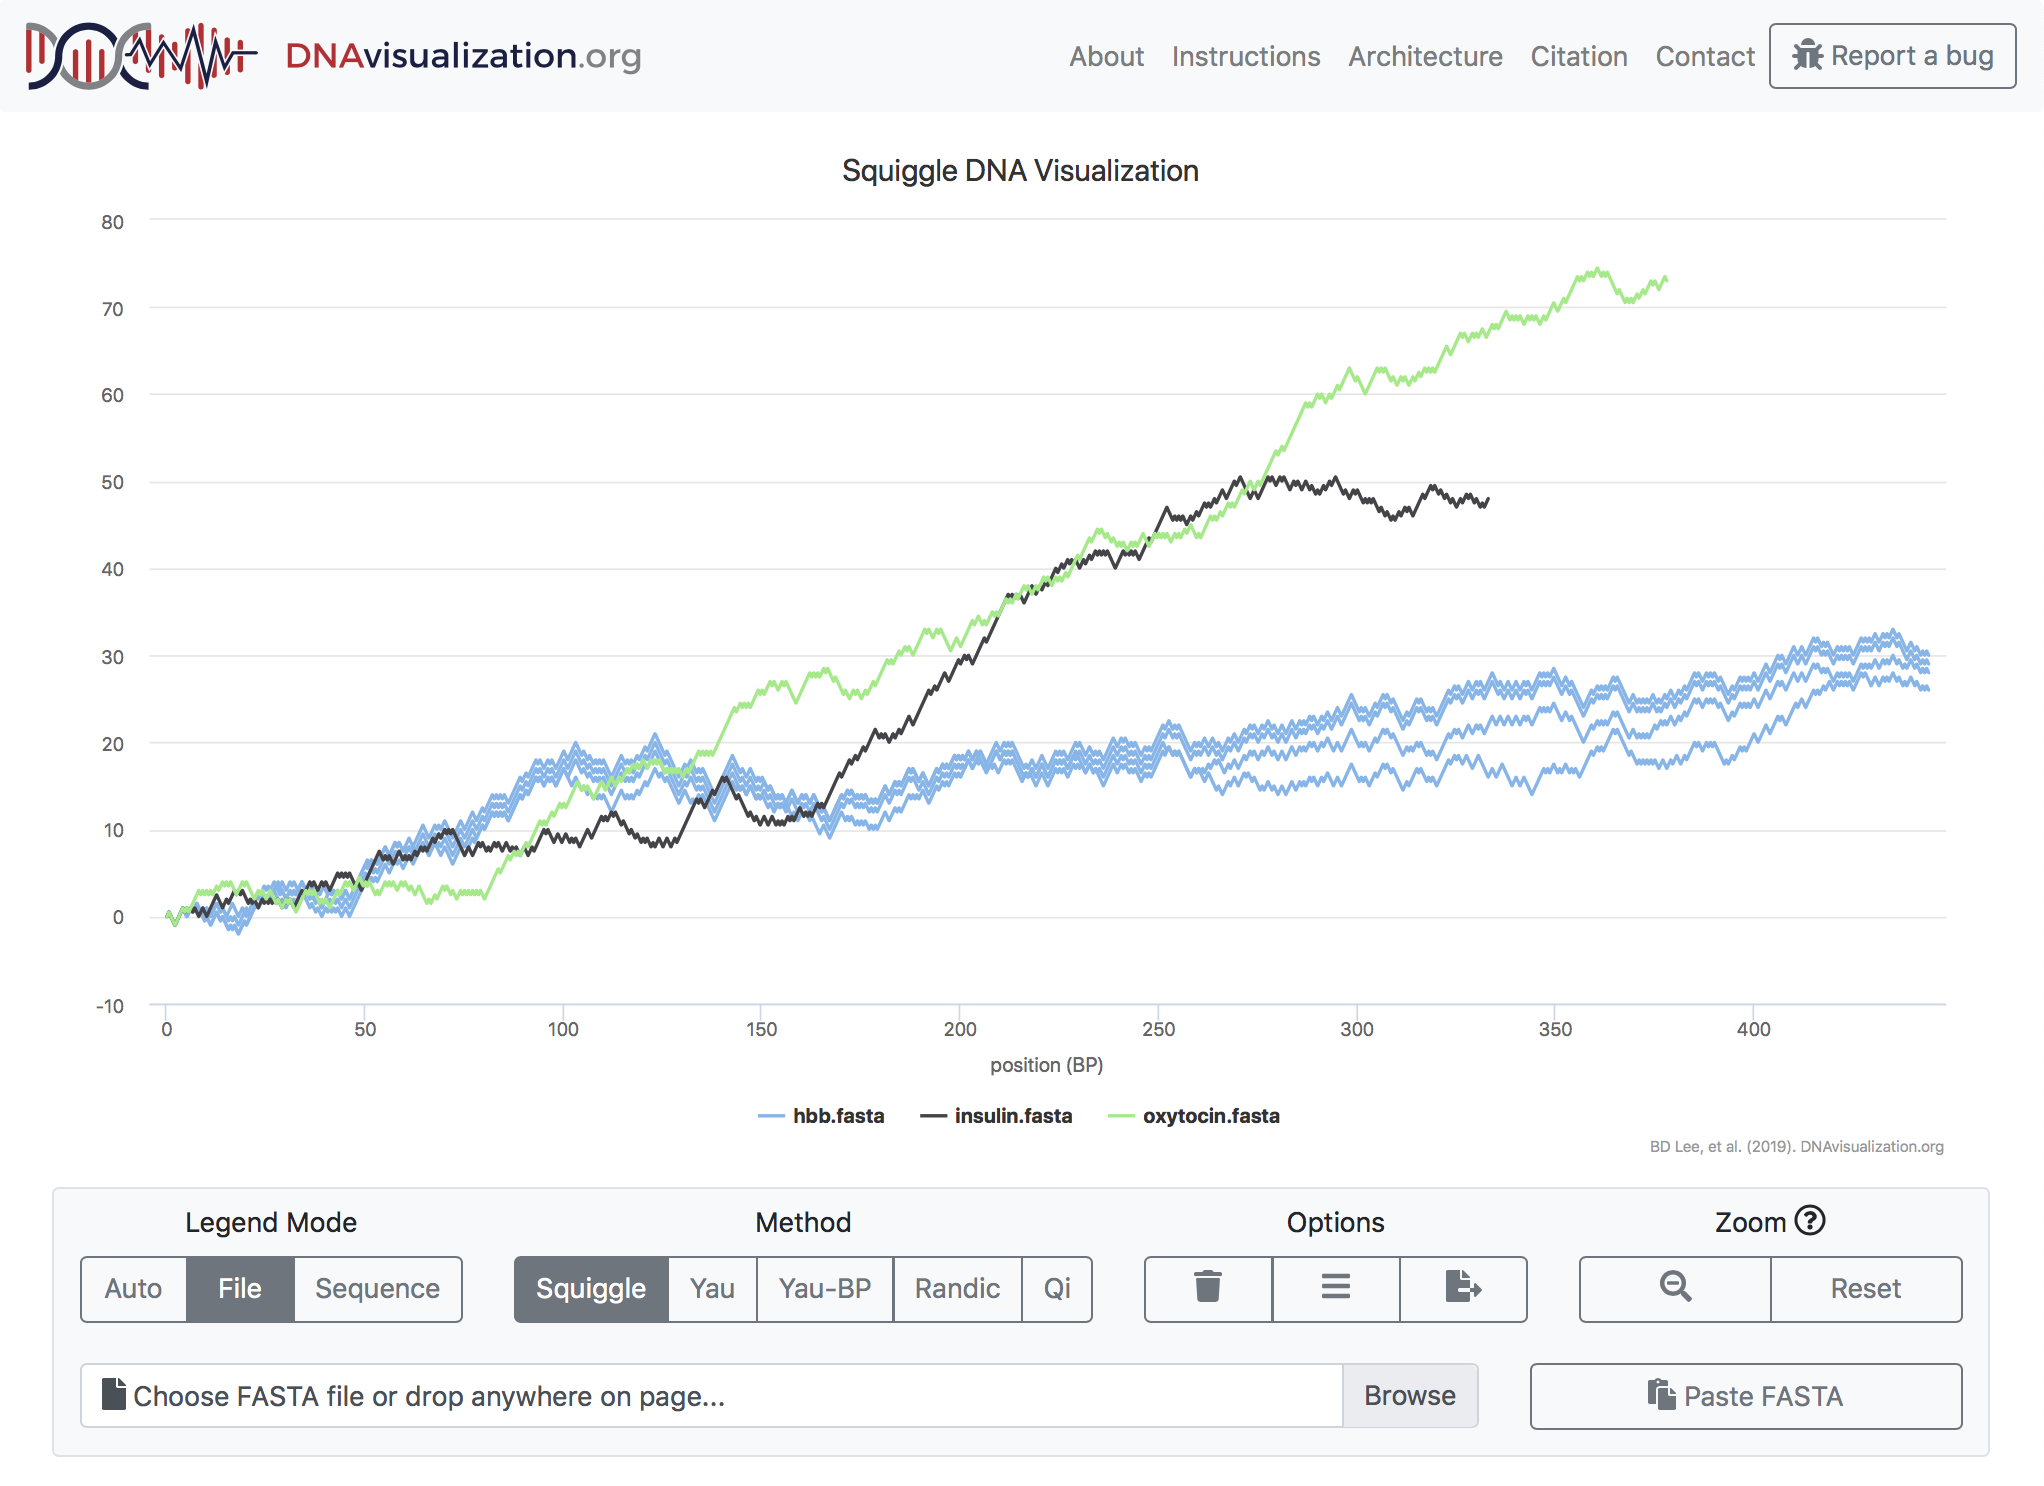 DNAvisualization.org
About Instructions Architecture Citation Contact Report a bug
Squiggle DNA Visualization
80
70
60
50
40
30
20
10
0
-10
0 50 100 150 200 250 300 350 400
position (BP)
hbb.fasta insulin.fasta oxytocin.fasta
BD Lee, et al. (2019). DNAvisualization.org
Legend Mode Method Options Zoom ?
Auto File Sequence Squiggle Yau Yau-BP Randic Qi Reset
Choose FASTA file or drop anywhere on page... Browse Paste FASTA